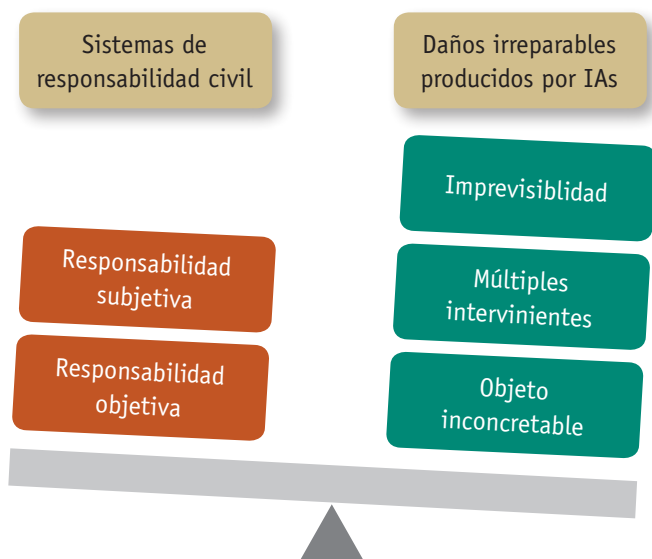 Sistemas de
responsabilidad civil
Daños irreparables
producidos por IAs
Responsabilidad
subjetiva
Responsabilidad
objetiva
Imprevisiblidad
Múltiples
intervinientes
Objeto
inconcretable